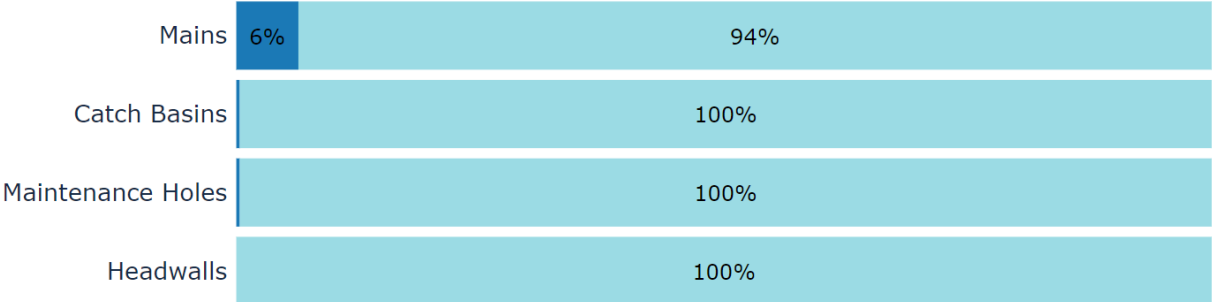 Mains 6% 94%
Catch Basins 100%
Maintenance Holes 100%
Headwalls 100%